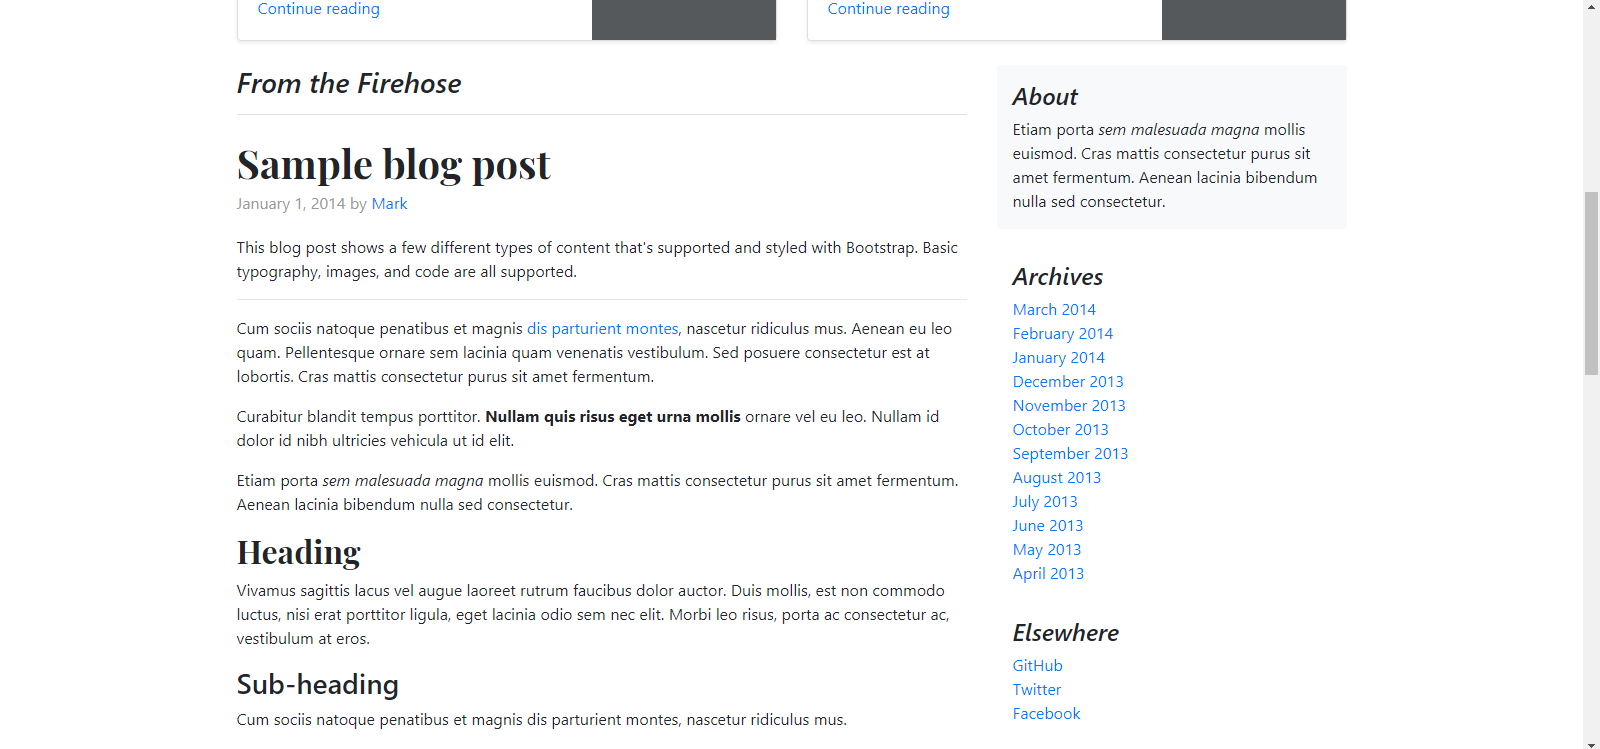 Continue reading
Continue reading
From the Firehose
Sample blog post
January 1, 2014 by Mark
This blog post shows a few different types of content that's supported and styled with Bootstrap. Basic
typography, images, and code are all supported.
Cum sociis natoque penatibus et magnis dis parturient montes, nascetur ridiculus mus. Aenean eu leo
quam. Pellentesque ornare sem lacinia quam venenatis vestibulum. Sed posuere consectetur est at
lobortis. Cras mattis consectetur purus sit amet fermentum.
Curabitur blandit tempus porttitor. Nullam quis risus eget urna mollis ornare vel eu leo. Nullam id
dolor id nibh ultricies vehicula ut id elit.
Etiam porta sem malesuada magna mollis euismod. Cras mattis consectetur purus sit amet fermentum.
Aenean lacinia bibendum nulla sed consectetur.
Heading
Vivamus sagittis lacus vel augue laoreet rutrum faucibus dolor auctor. Duis mollis, est non commodo
luctus, nisi erat porttitor ligula, eget lacinia odio sem nec elit. Morbi leo risus, porta ac consectetur ac,
vestibulum at eros.
Sub-heading
Cum sociis natoque penatibus et magnis dis parturient montes, nascetur ridiculus mus.
About
Etiam porta sem malesuada magna mollis
euismod. Cras mattis consectetur purus sit
amet fermentum. Aenean lacinia bibendum
nulla sed consectetur.
Archives
March 2014
February 2014
January 2014
December 2013
November 2013
October 2013
September 2013
August 2013
July 2013
June 2013
May 2013
April 2013
Elsewhere
GitHub
Twitter
Facebook